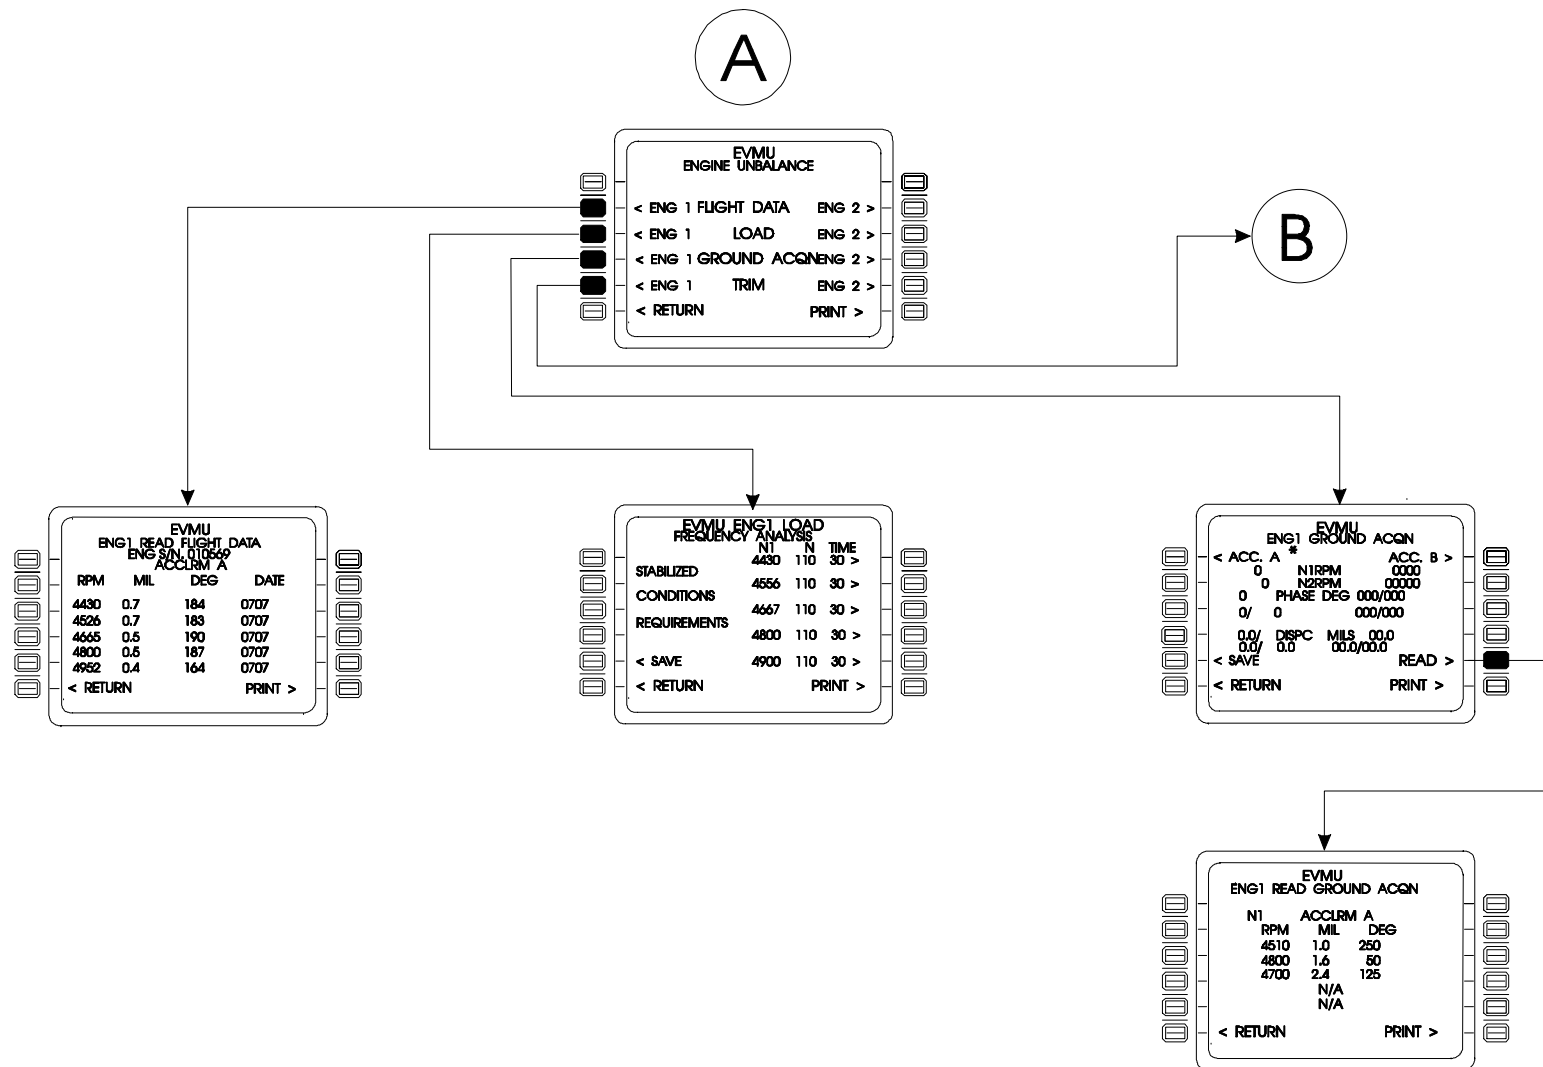 A
EVMU
ENGINE UNBALANCE
< ENG 1 FLIGHT DATA ENG 2 >
< ENG 1 LOAD ENG 2 >
< ENG 1 GROUND ACQN ENG 2 >
< ENG 1 TRIM ENG 2 >
< RETURN PRINT >
B
EVMU
ENG1 READ FLIGHT DATA
ENG S/N. 010569
ACCLRM A
RPM MIL DEG DATE
4430 0.7 184 0707
4526 0.7 183 0707
4665 0.5 190 0707
4800 0.5 187 0707
4952 0.4 164 0707
< RETURN PRINT >
EVMU ENG1 LOAD
FREQUENCY ANALYSIS
N1 N TIME
4430 110 30 >
STABILIZED
4556 110 30 >
CONDITIONS
4667 110 30 >
REQUIREMENTS
4800 110 30 >
< SAVE 4900 110 30 >
< RETURN PRINT >
EVMU
ENG1 GROUND ACQN
< ACC. A * ACC. B >
0 N1RPM 0000
0 N2RPM 00000
0 PHASE DEG 000/000
0/ 0 000/000
0.0/ DISPC MILS 00.0
0.0/ 0.0 00.0/00.0
< SAVE READ >
< RETURN PRINT >
EVMU
ENG1 READ GROUND ACQN
N1 ACCLRM A
RPM MIL DEG
4510 1.0 250
4800 1.6 50
4700 2.4 125
N/A
N/A
< RETURN PRINT >